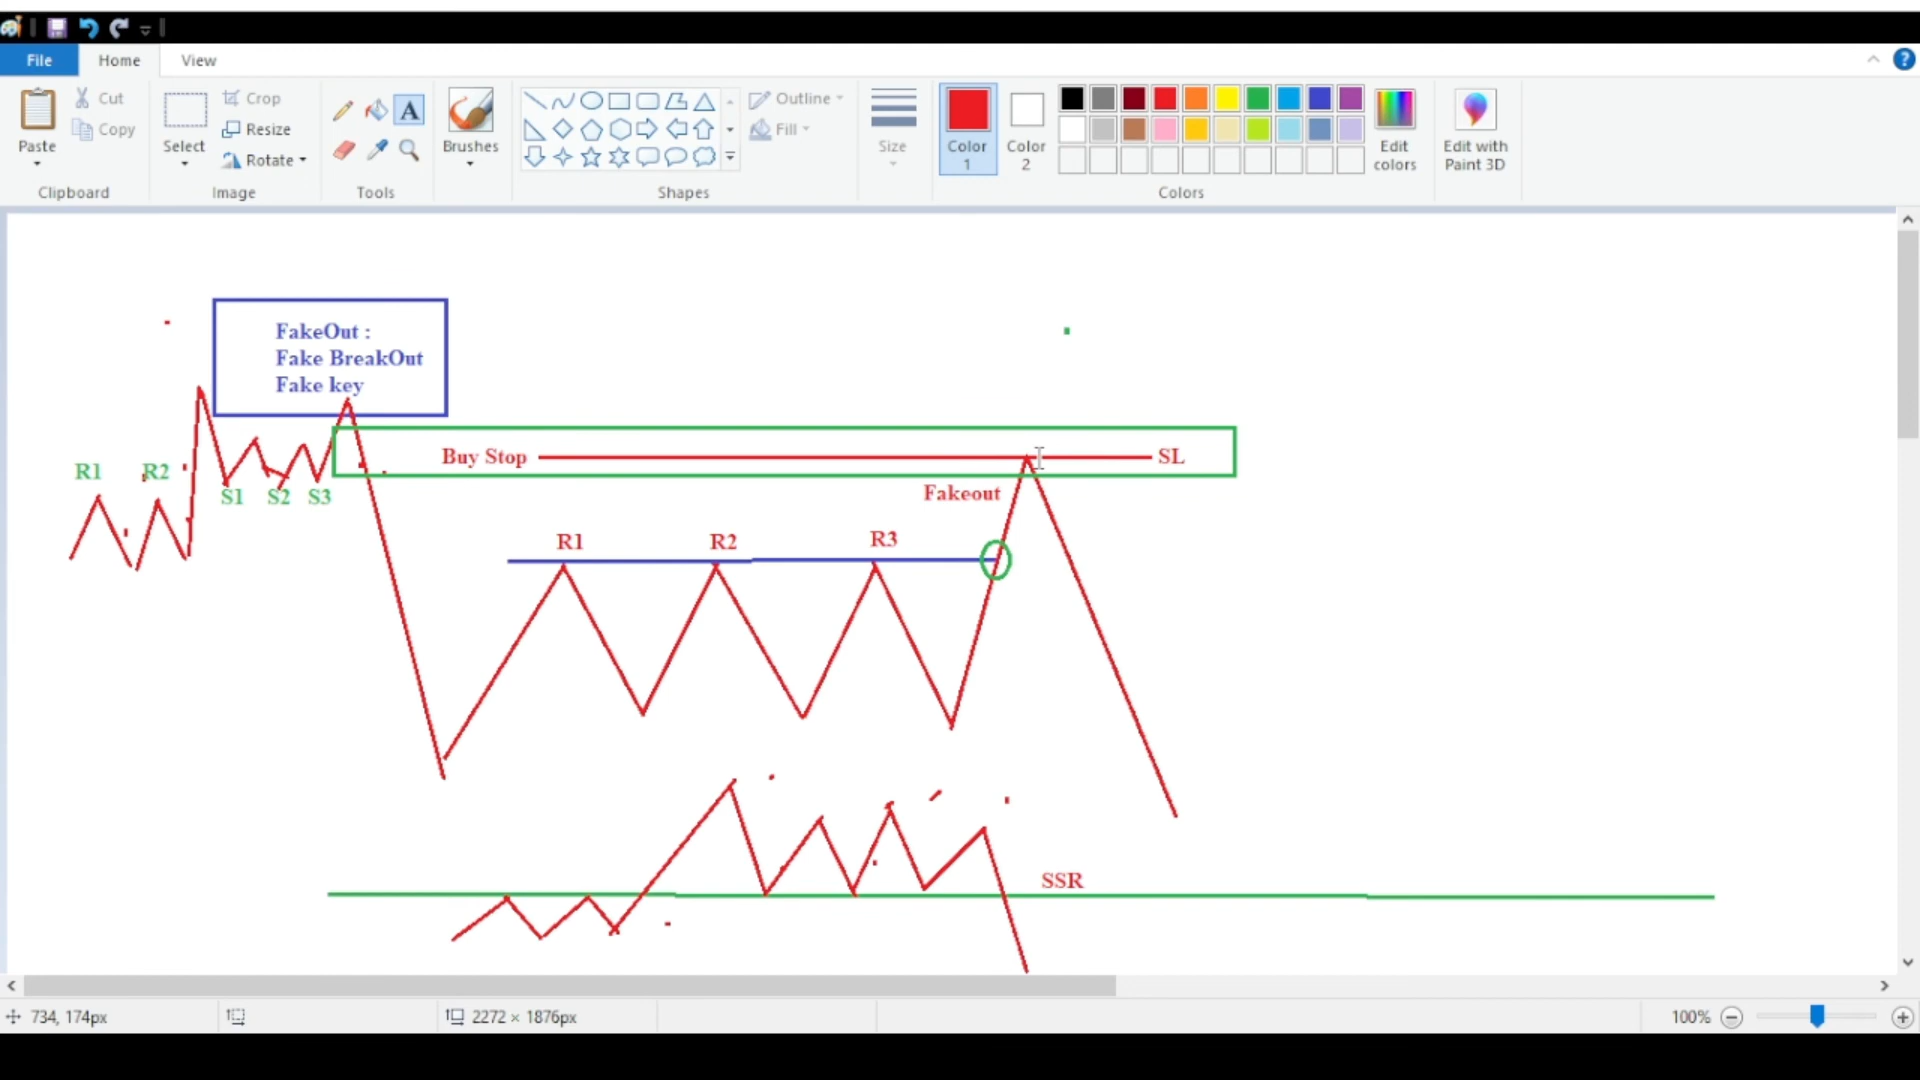 File Home View
Paste
Cut
Copy
Clipboard
Select
Crop
Resize
Rotate
Image
A
Tools
Brushes
Shapes
Outline
Fill
Size
Color
1
Color
2
Colors
Edit
colors
Edit with
Paint 3D
?
FakeOut :
Fake BreakOut
Fake key
Buy Stop
SL
R1 R2
S1 S2 S3
Fakeout
R1 R2 R3
SSR
734, 174px
2272 × 1876px
100%